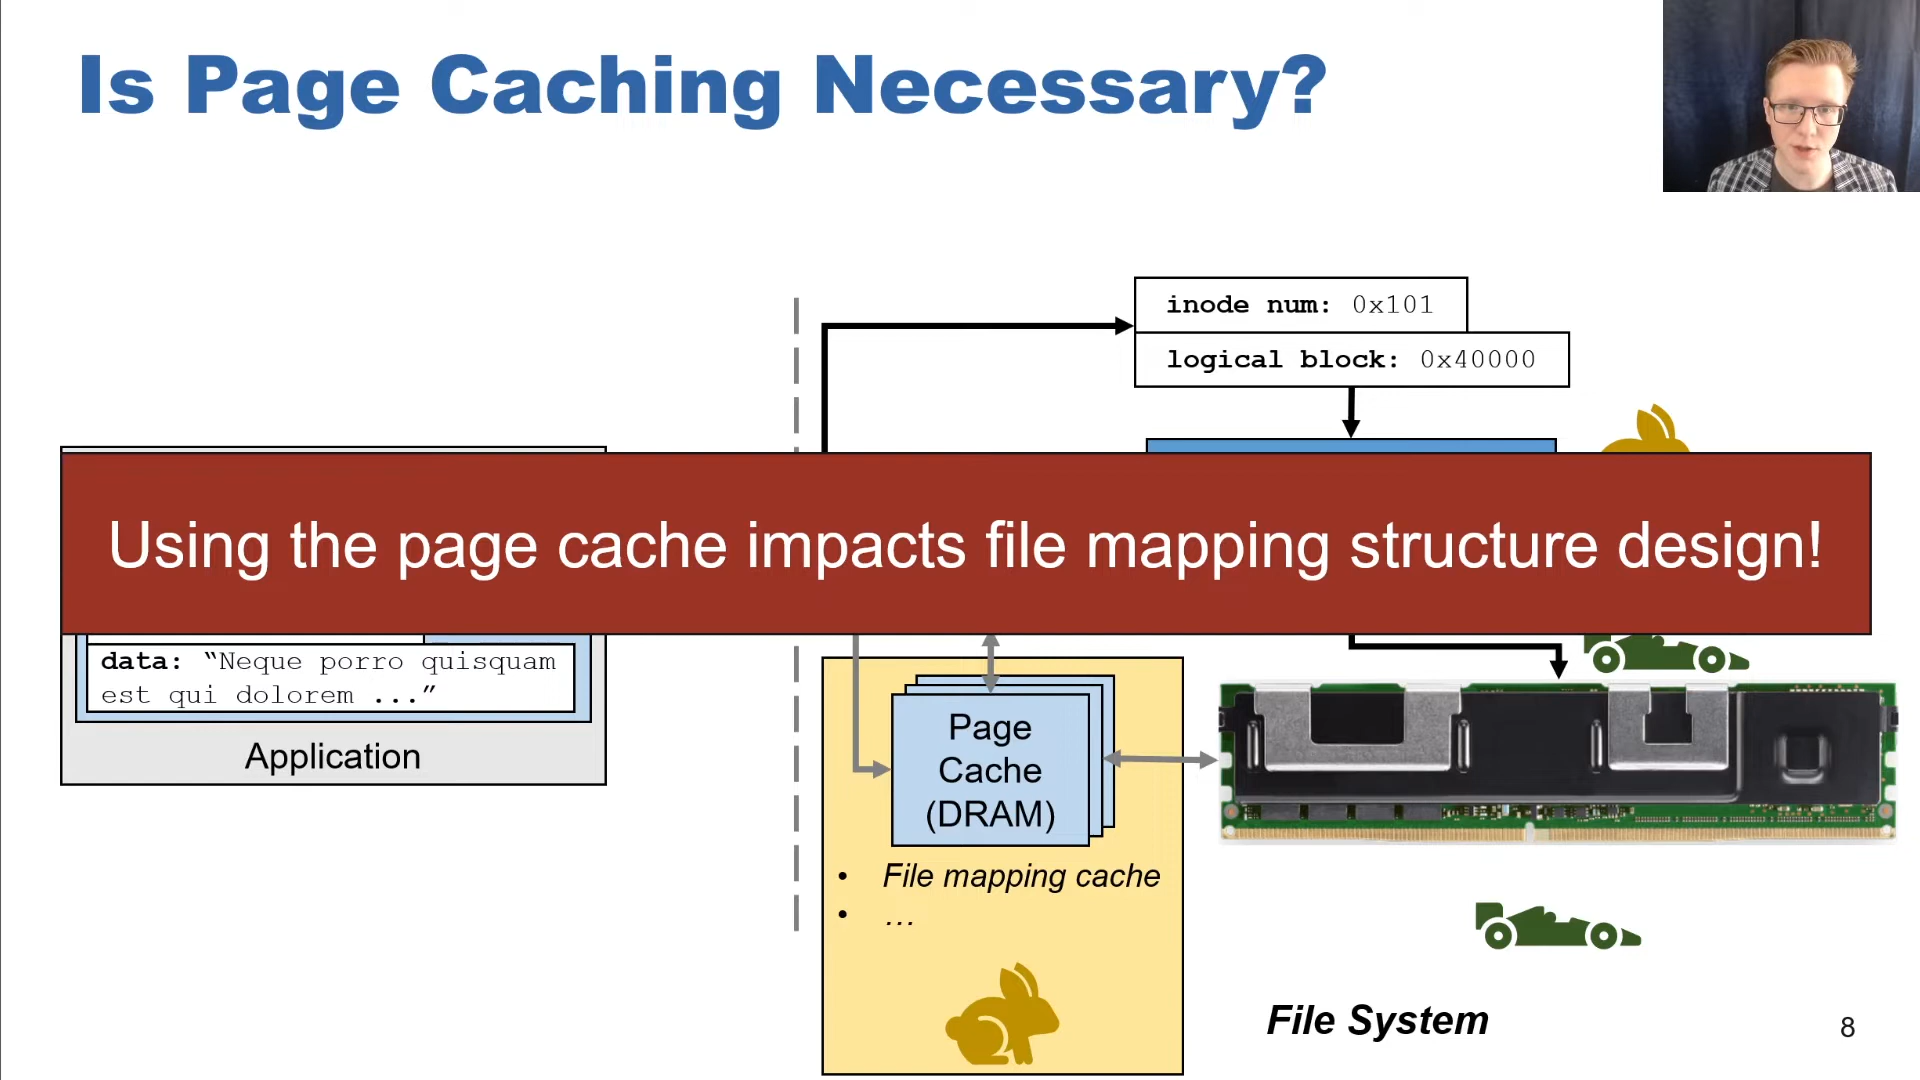 Is Page Caching Necessary?
inode num: 0x101
logical block: 0x40000
Using the page cache impacts file mapping structure design!
data: “Neque porro quisquam
est qui dolorem ...”
Application
Page
Cache
(DRAM)
• File mapping cache
• …
File System
8